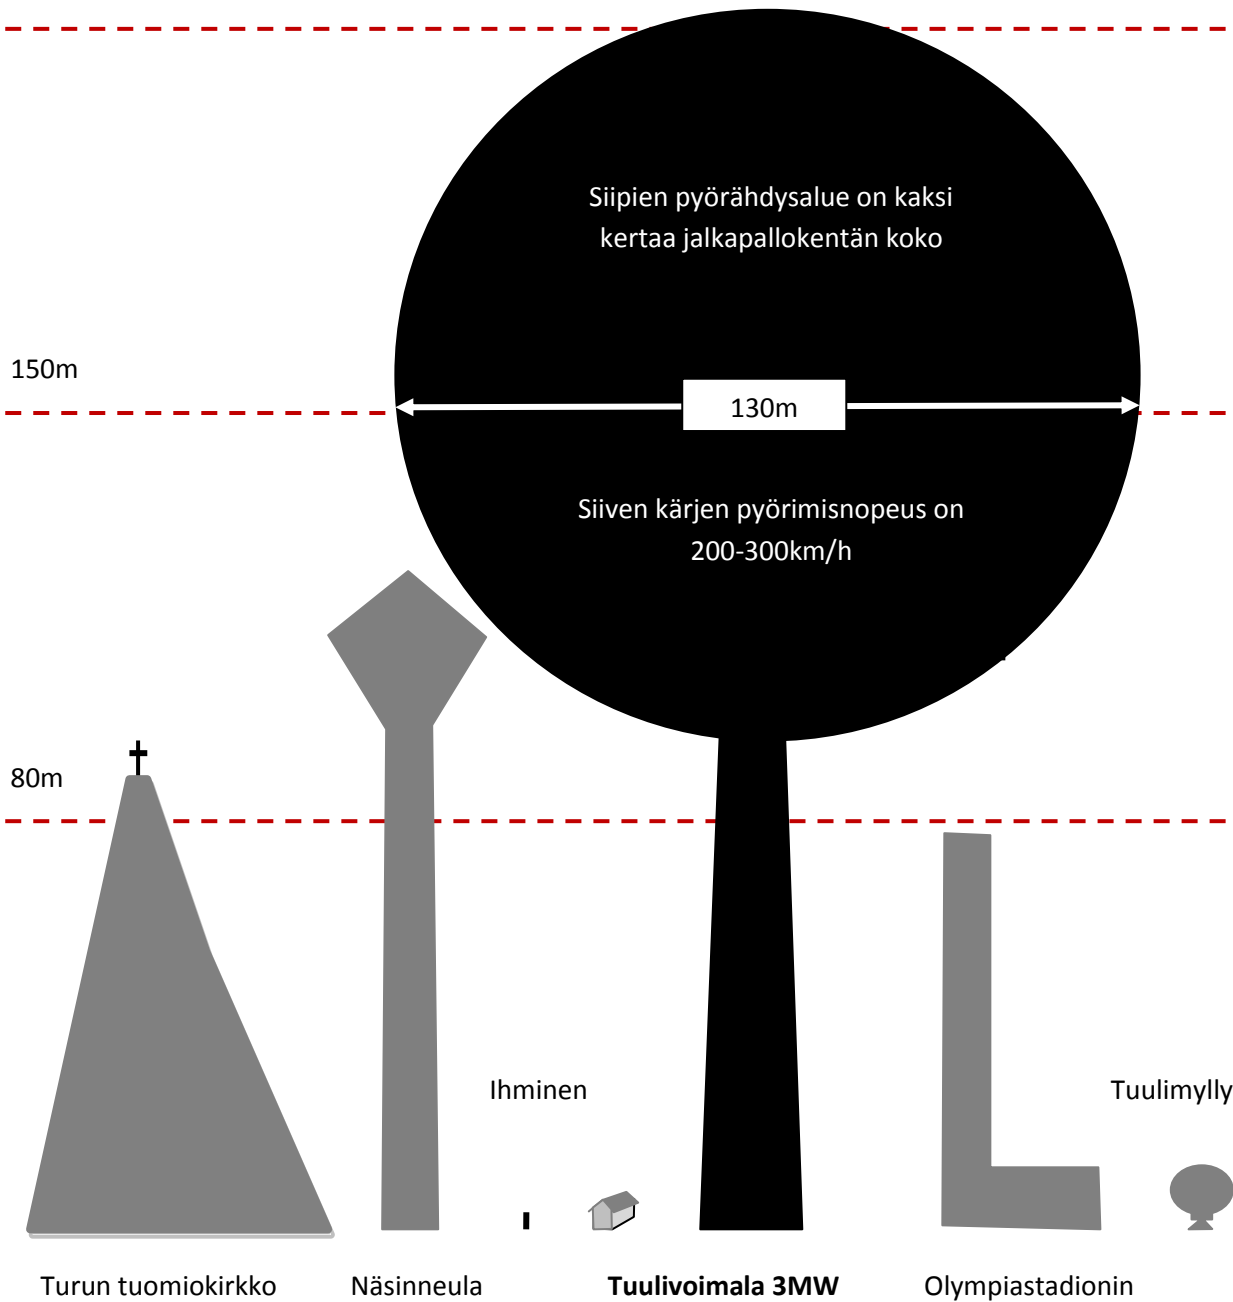 Siipien pyörähdysalue on kaksi
kertaa jalkapallokentän koko
150m
130m
Siiven kärjen pyörimisnopeus on
200-300km/h
80m
Ihminen
Tuulimylly
Turun tuomiokirkko
Näsinneula
Tuulivoimala 3MW
Olympiastadionin